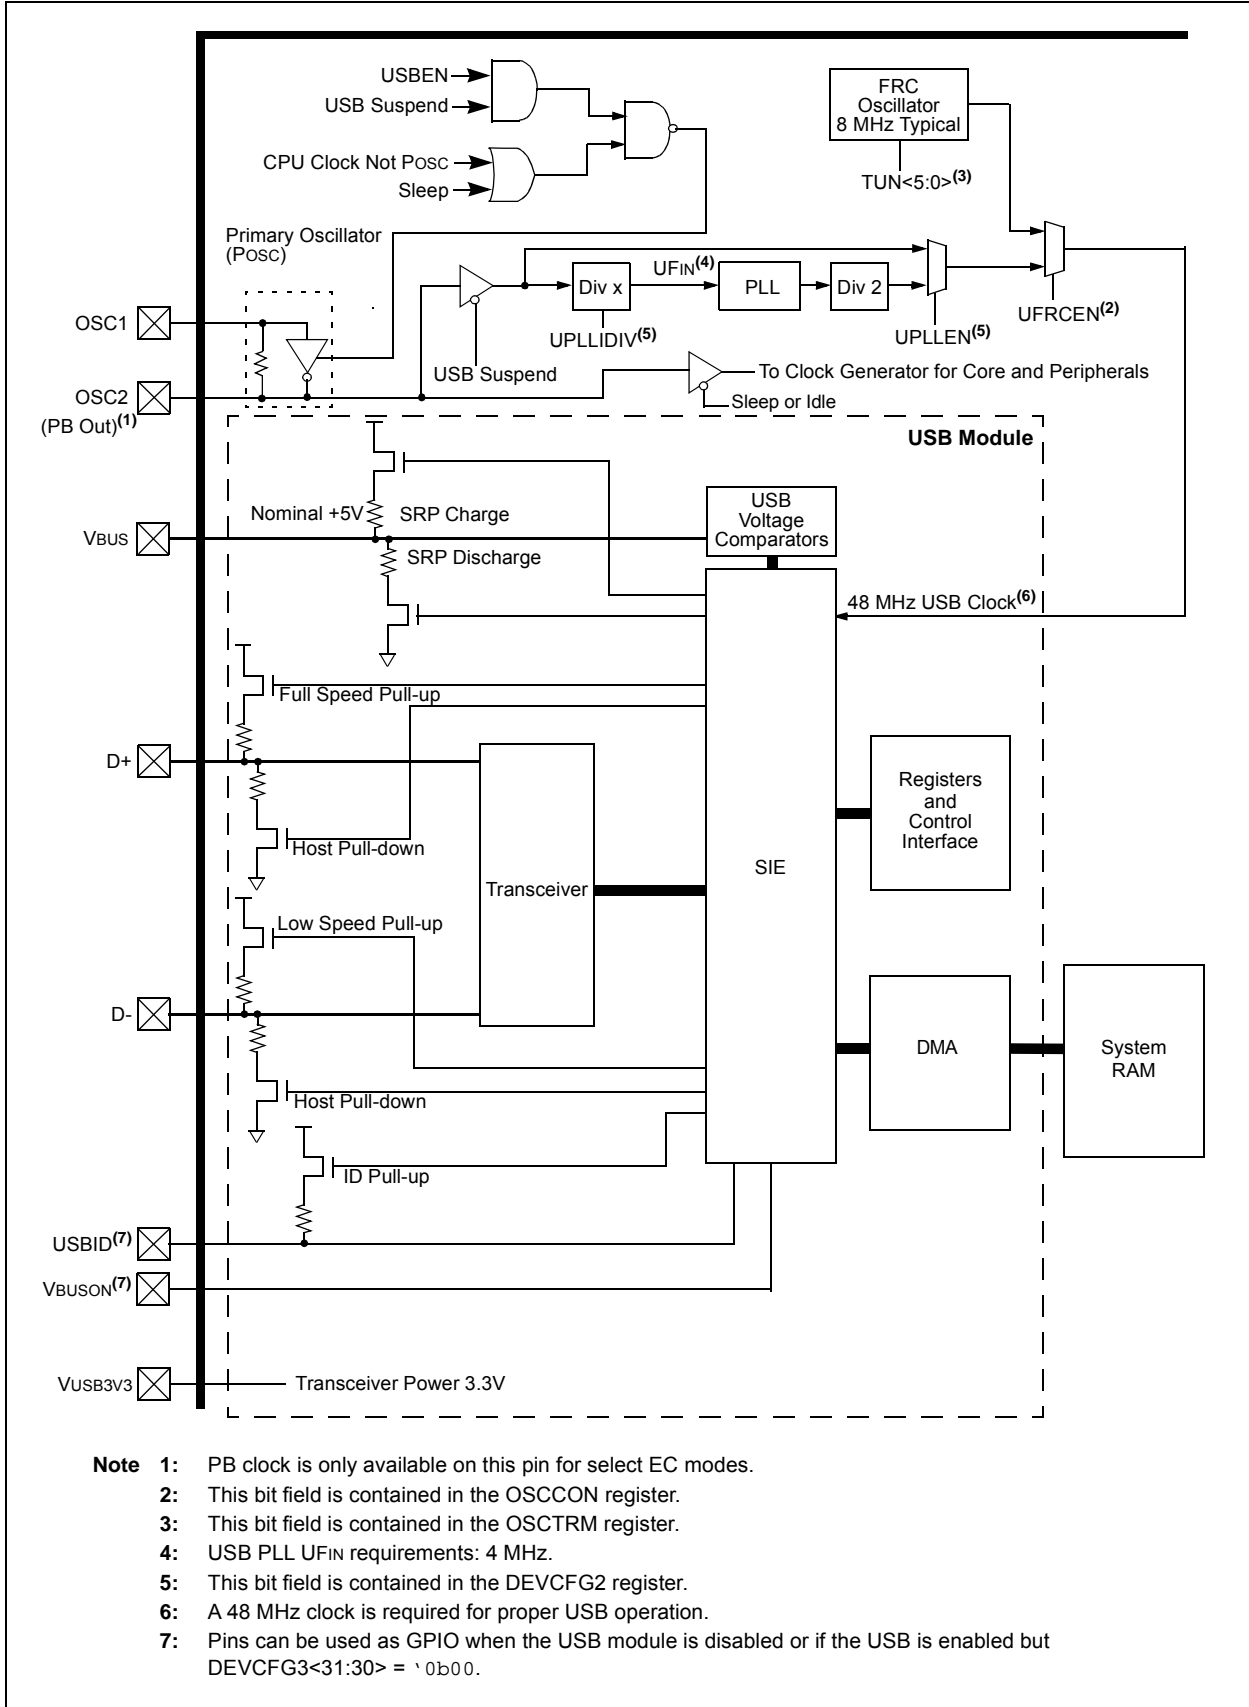 USBEN
USB Suspend
CPU Clock Not POSC
Sleep
FRC
Oscillator
8 MHz Typical
TUN<5:0>(3)
Primary Oscillator
(POSC)
UFIN(4)
Div x
PLL
Div 2
UFRCEN(2)
OSC1
UPLLIDIV(5)
UPLLEN(5)
USB Suspend
To Clock Generator for Core and Peripherals
OSC2
(PB Out)(1)
Sleep or Idle
USB Module
Nominal +5V
SRP Charge
USB
Voltage
Comparators
VBUS
SRP Discharge
48 MHz USB Clock(6)
Full Speed Pull-up
D+
Registers
and
Control
Interface
Host Pull-down
SIE
Transceiver
Low Speed Pull-up
D-
DMA
System
RAM
Host Pull-down
ID Pull-up
USBID(7)
VBUSON(7)
VUSB3V3
Transceiver Power 3.3V
Note 1: PB clock is only available on this pin for select EC modes.
2: This bit field is contained in the OSCCON register.
3: This bit field is contained in the OSCTRM register.
4: USB PLL UFIN requirements: 4 MHz.
5: This bit field is contained in the DEVCFG2 register.
6: A 48 MHz clock is required for proper USB operation.
7: Pins can be used as GPIO when the USB module is disabled or if the USB is enabled but
DEVCFG3<31:30> = ‘0b00.